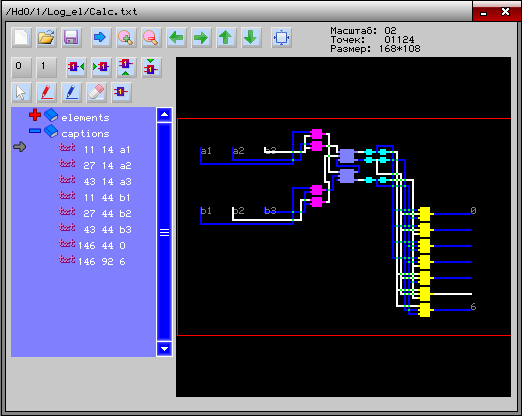 /Hd0/1/Log_el/Calc.txt
Масштаб: 02
Точек: 01124
Размер: 168*108
0 1
elements
captions
11 14 a1
27 14 a2
43 14 a3
11 44 b1
27 44 b2
43 44 b3
146 44 0
146 92 6
a1 a2 a3
b1 b2 b3
0
6